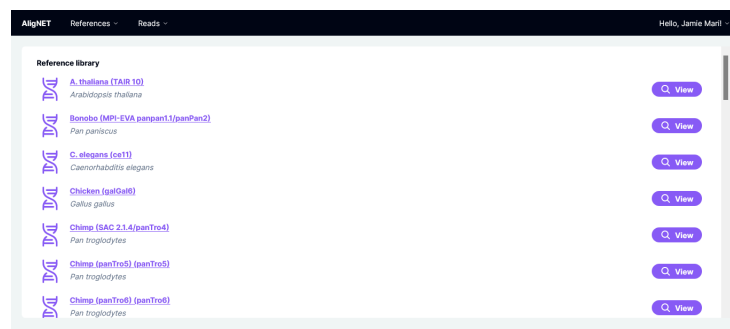 AligNET References Reads Hello, Jamie Mari!
Reference library
A. thaliana (TAIR 10)
Arabidopsis thaliana
View
Bonobo (MPI-EVA panpan1.1/panPan2)
Pan paniscus
View
C. elegans (ce11)
Caenorhabditis elegans
View
Chicken (galGal6)
Gallus gallus
View
Chimp (SAC 2.1.4/panTro4)
Pan troglodytes
View
Chimp (panTro5) (panTro5)
Pan troglodytes
View
Chimp (panTro6) (panTro6)
Pan troglodytes
View